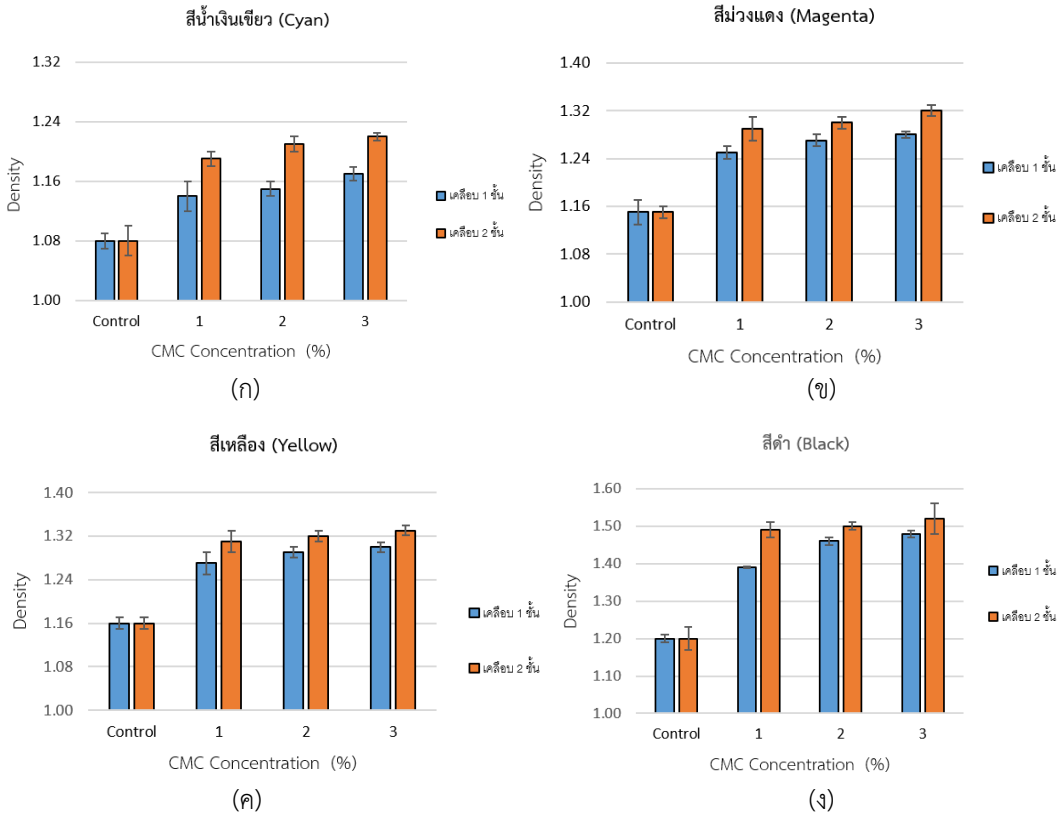 สีน้ำเงินเขียว (Cyan)
1.32
1.24
1.16
1.08
1.00
Density
Control 1 2 3
CMC Concentration (%)
เคลือบ 1 ชั้น
เคลือบ 2 ชั้น
(ก)
สีม่วงแดง (Magenta)
1.40
1.32
1.24
1.16
1.08
1.00
Density
Control 1 2 3
CMC Concentration (%)
เคลือบ 1 ชั้น
เคลือบ 2 ชั้น
(ข)
สีเหลือง (Yellow)
1.40
1.32
1.24
1.16
1.08
1.00
Density
Control 1 2 3
CMC Concentration (%)
เคลือบ 1 ชั้น
เคลือบ 2 ชั้น
(ค)
สีดำ (Black)
1.60
1.50
1.40
1.30
1.20
1.10
1.00
Density
Control 1 2 3
CMC Concentration (%)
เคลือบ 1 ชั้น
เคลือบ 2 ชั้น
(ง)